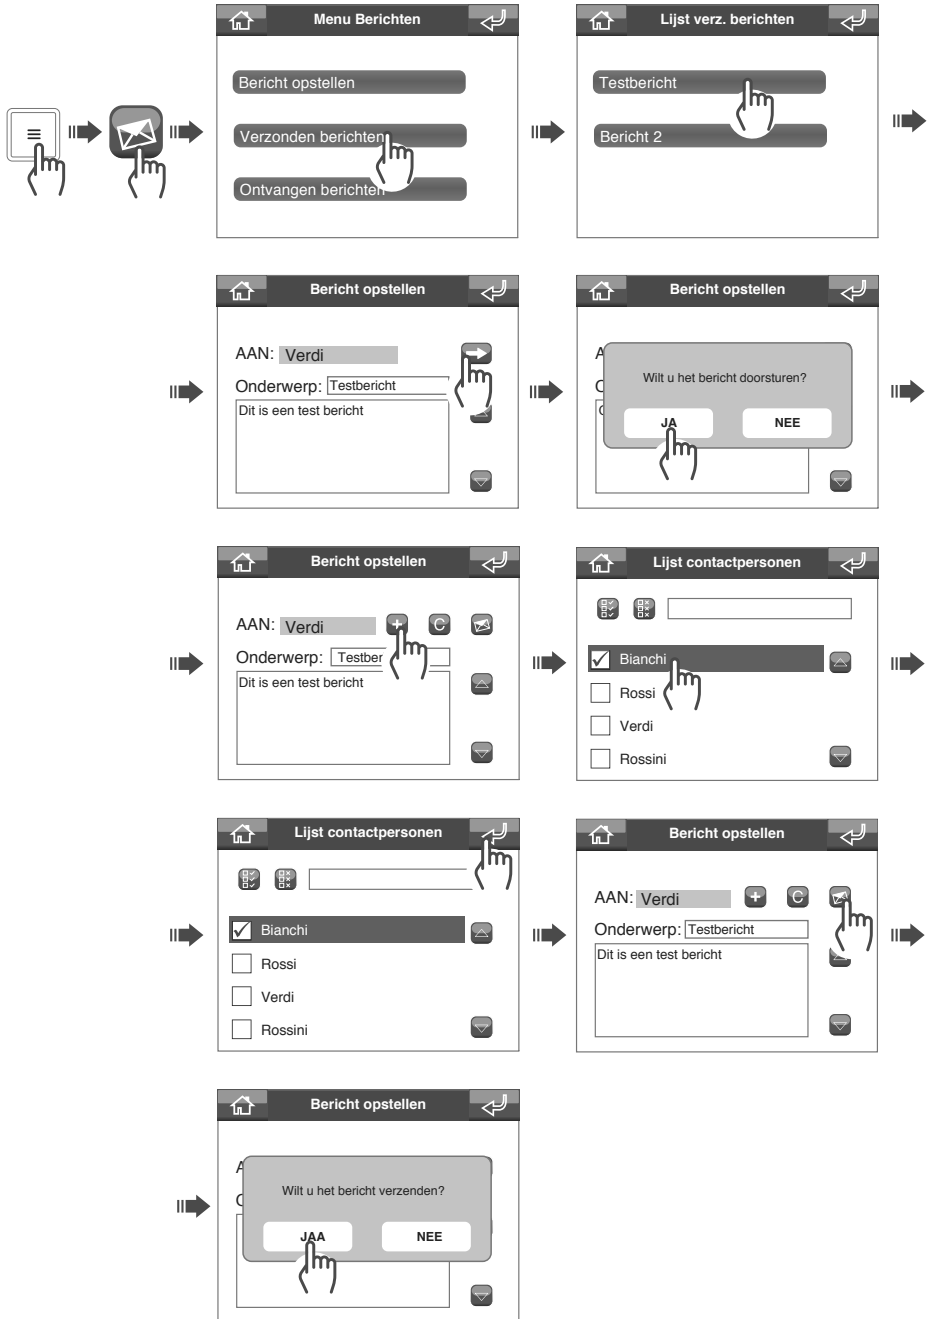 Menu Berichten
Bericht opstellen
Verzonden berichten
Ontvangen berichten
Lijst verz. berichten
Testbericht
Bericht 2
Bericht opstellen
AAN: Verdi
Onderwerp: Testbericht
Dit is een test bericht
Bericht opstellen
A
O
Wilt u het bericht doorsturen?
JA NEE
Bericht opstellen
AAN: Verdi + C
Onderwerp: Testber
Dit is een test bericht
Lijst contactpersonen
Bianchi
Rossi
Verdi
Rossini
Lijst contactpersonen
Bianchi
Rossi
Verdi
Rossini
Bericht opstellen
AAN: Verdi + C
Onderwerp: Testbericht
Dit is een test bericht
Bericht opstellen
A
O
Wilt u het bericht verzenden?
JAA NEE